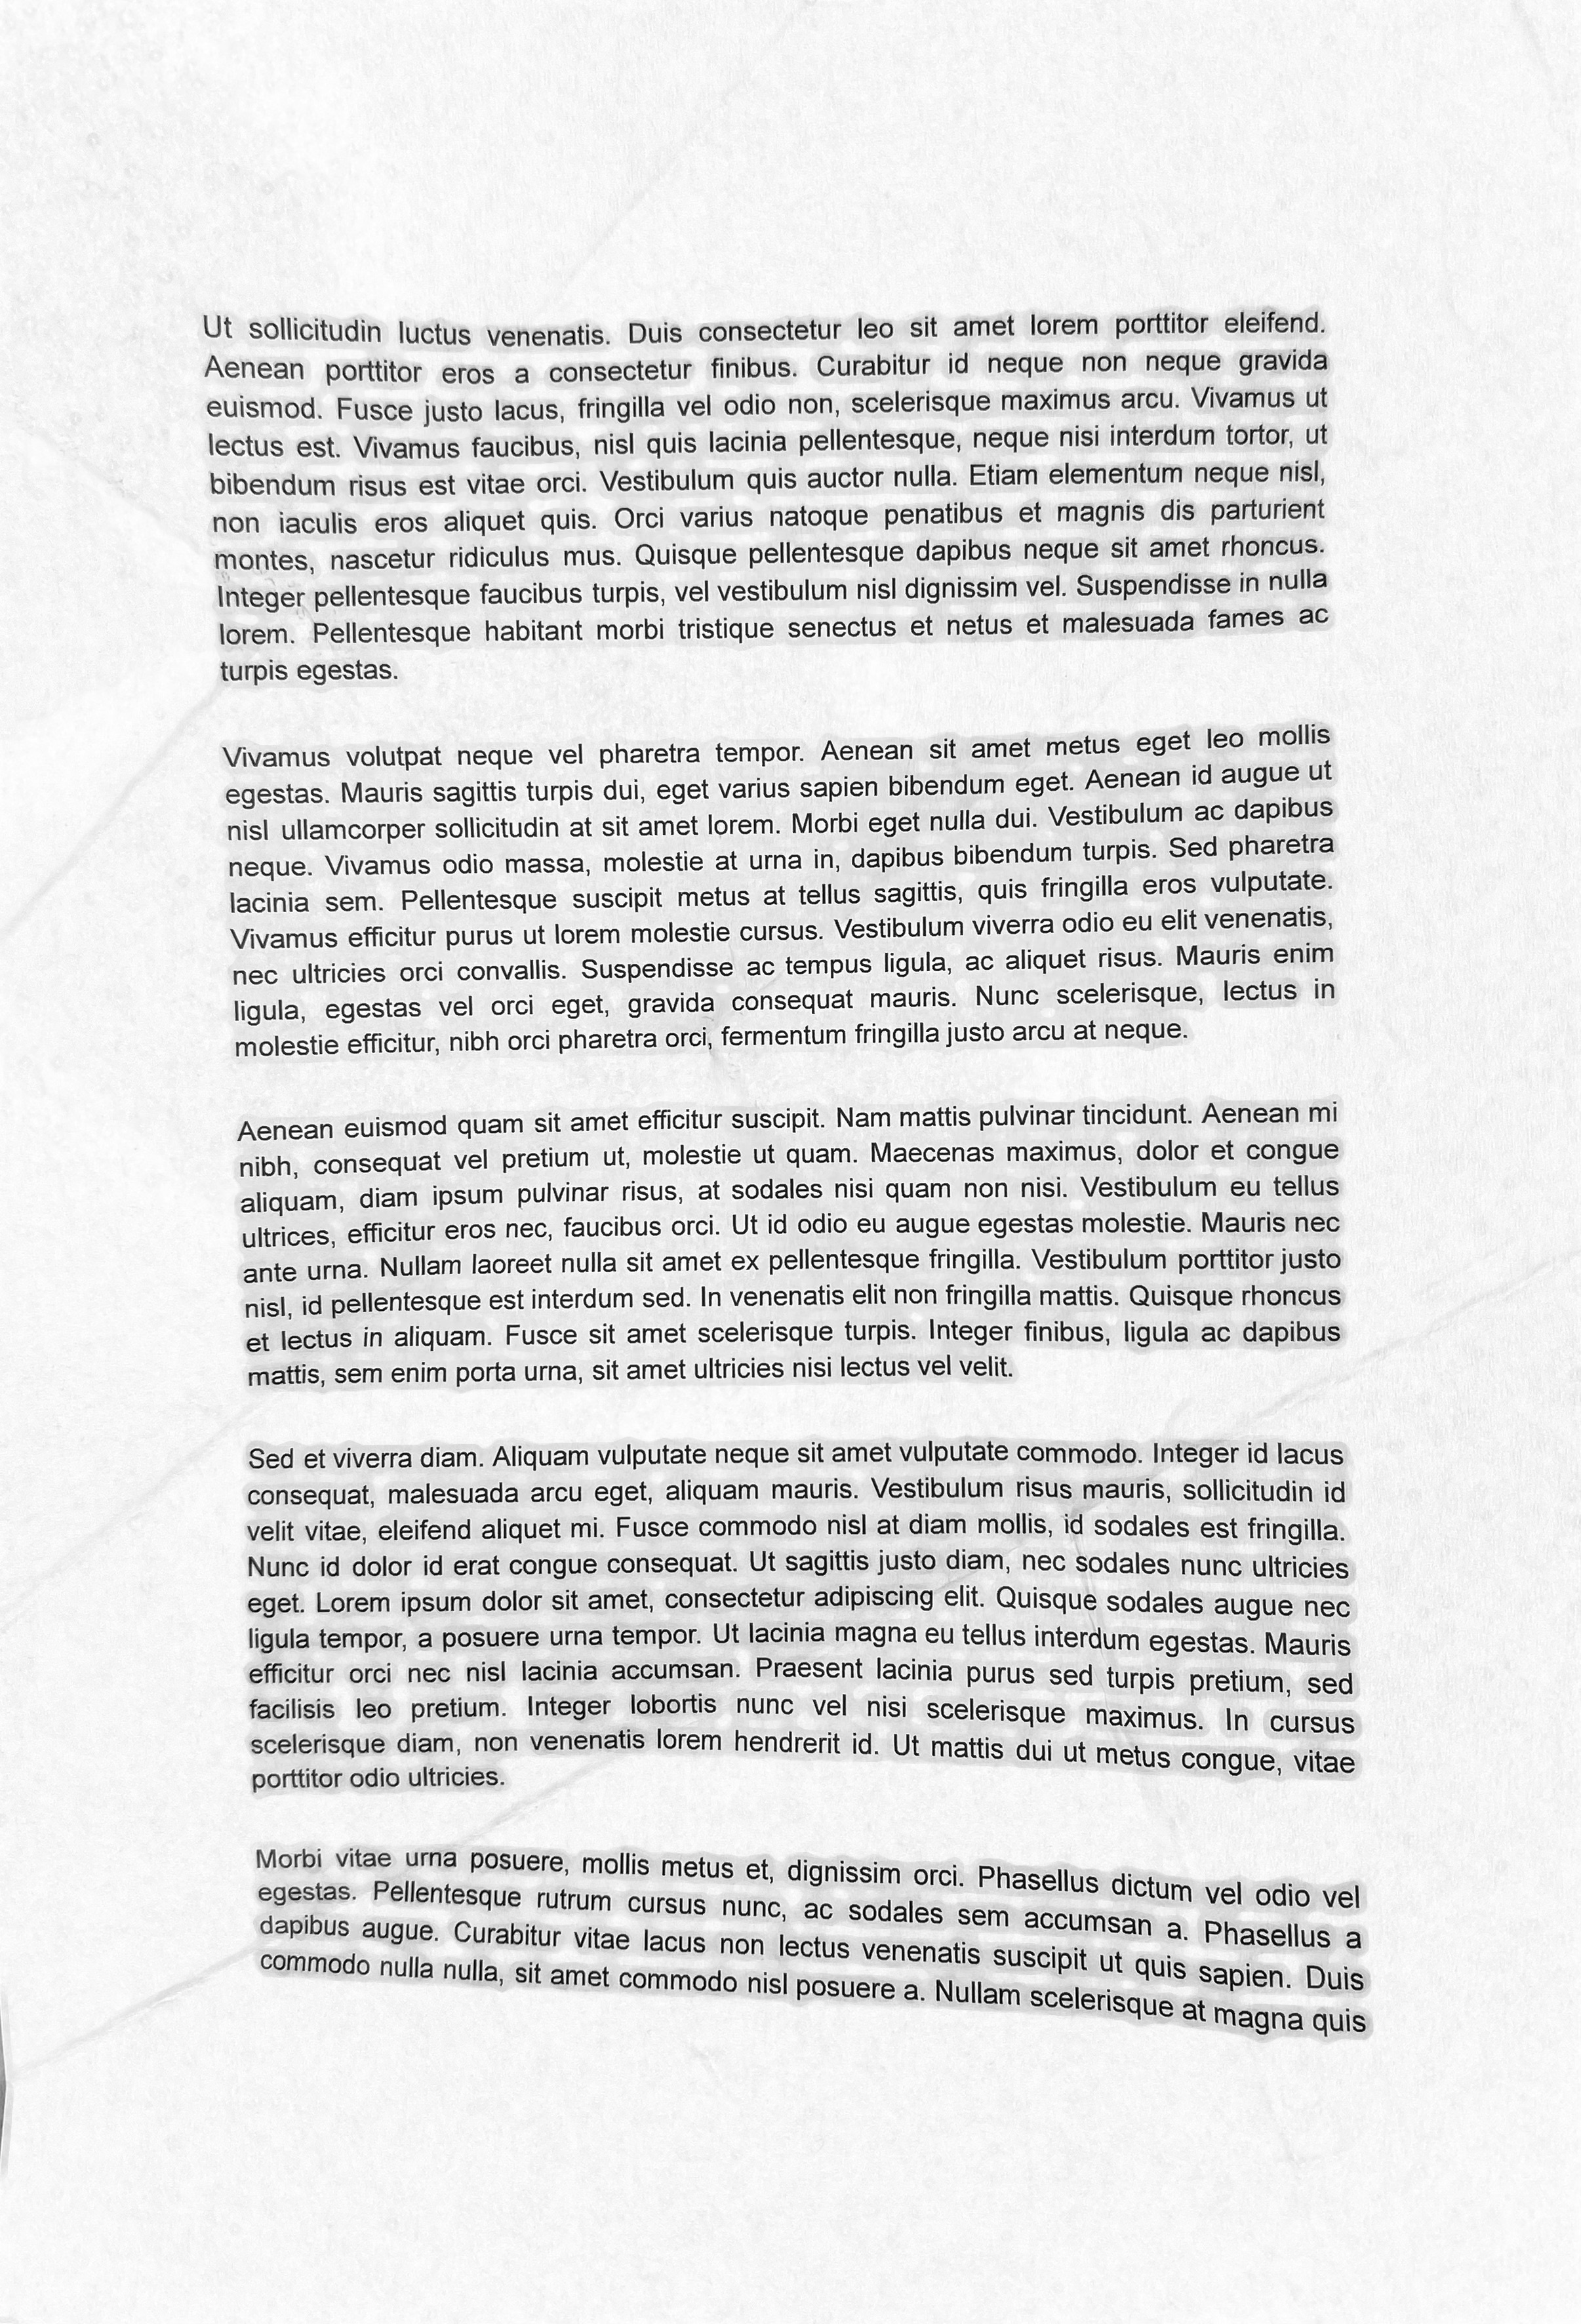 Ut sollicitudin luctus venenatis. Duis consectetur leo sit amet lorem porttitor eleifend.
Aenean porttitor eros a consectetur finibus. Curabitur id neque non neque gravida
euismod. Fusce justo lacus, fringilla vel odio non, scelerisque maximus arcu. Vivamus ut
lectus est. Vivamus faucibus, nisl quis lacinia pellentesque, neque nisi interdum tortor, ut
bibendum risus est vitae orci. Vestibulum quis auctor nulla. Etiam elementum neque nisl,
non iaculis eros aliquet quis. Orci varius natoque penatibus et magnis dis parturient
montes, nascetur ridiculus mus. Quisque pellentesque dapibus neque sit amet rhoncus.
Integer pellentesque faucibus turpis, vel vestibulum nisl dignissim vel. Suspendisse in nulla
lorem. Pellentesque habitant morbi tristique senectus et netus et malesuada fames ac
turpis egestas.
Vivamus volutpat neque vel pharetra tempor. Aenean sit amet metus eget leo mollis
egestas. Mauris sagittis turpis dui, eget varius sapien bibendum eget. Aenean id augue ut
nisl ullamcorper sollicitudin at sit amet lorem. Morbi eget nulla dui. Vestibulum ac dapibus
neque. Vivamus odio massa, molestie at urna in, dapibus bibendum turpis. Sed pharetra
lacinia sem. Pellentesque suscipit metus at tellus sagittis, quis fringilla eros vulputate.
Vivamus efficitur purus ut lorem molestie cursus. Vestibulum viverra odio eu elit venenatis,
nec ultricies orci convallis. Suspendisse ac tempus ligula, ac aliquet risus. Mauris enim
ligula, egestas vel orci eget, gravida consequat mauris. Nunc scelerisque, lectus in
molestie efficitur, nibh orci pharetra orci, fermentum fringilla justo arcu at neque.
Aenean euismod quam sit amet efficitur suscipit. Nam mattis pulvinar tincidunt. Aenean mi
nibh, consequat vel pretium ut, molestie ut quam. Maecenas maximus, dolor et congue
aliquam, diam ipsum pulvinar risus, at sodales nisi quam non nisi. Vestibulum eu tellus
ultrices, efficitur eros nec, faucibus orci. Ut id odio eu augue egestas molestie. Mauris nec
ante urna. Nullam laoreet nulla sit amet ex pellentesque fringilla. Vestibulum porttitor justo
nisl, id pellentesque est interdum sed. In venenatis elit non fringilla mattis. Quisque rhoncus
et lectus in aliquam. Fusce sit amet scelerisque turpis. Integer finibus, ligula ac dapibus
mattis, sem enim porta urna, sit amet ultricies nisi lectus vel velit.
Sed et viverra diam. Aliquam vulputate neque sit amet vulputate commodo. Integer id lacus
consequat, malesuada arcu eget, aliquam mauris. Vestibulum risus mauris, sollicitudin id
velit vitae, eleifend aliquet mi. Fusce commodo nisl at diam mollis, id sodales est fringilla.
Nunc id dolor id erat congue consequat. Ut sagittis justo diam, nec sodales nunc ultricies
eget. Lorem ipsum dolor sit amet, consectetur adipiscing elit. Quisque sodales augue nec
ligula tempor, a posuere urna tempor. Ut lacinia magna eu tellus interdum egestas. Mauris
efficitur orci nec nisl lacinia accumsan. Praesent lacinia purus sed turpis pretium, sed
facilisis leo pretium. Integer lobortis nunc vel nisi scelerisque maximus. In cursus
scelerisque diam, non venenatis lorem hendrerit id. Ut mattis dui ut metus congue, vitae
porttitor odio ultricies.
Morbi vitae urna posuere, mollis metus et, dignissim orci. Phasellus dictum vel odio vel
egestas. Pellentesque rutrum cursus nunc, ac sodales sem accumsan a. Phasellus a
dapibus augue. Curabitur vitae lacus non lectus venenatis suscipit ut quis sapien. Duis
commodo nulla nulla, sit amet commodo nisl posuere a. Nullam scelerisque at magna quis